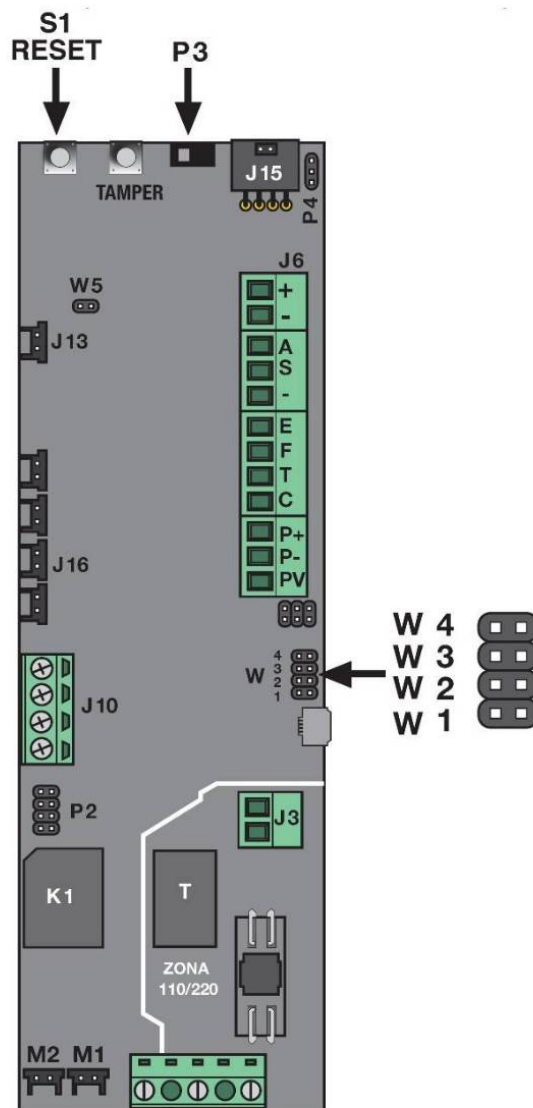 S1
RESET
P3
TAMPER
J15
P4
J6
W5
+
-
J13
A
S
-
E
F
T
C
P+
P-
PV
J16
W
4
3
2
1
W 4
W 3
W 2
W 1
J10
P2
J3
K1
T
ZONA
110/220
M2 M1